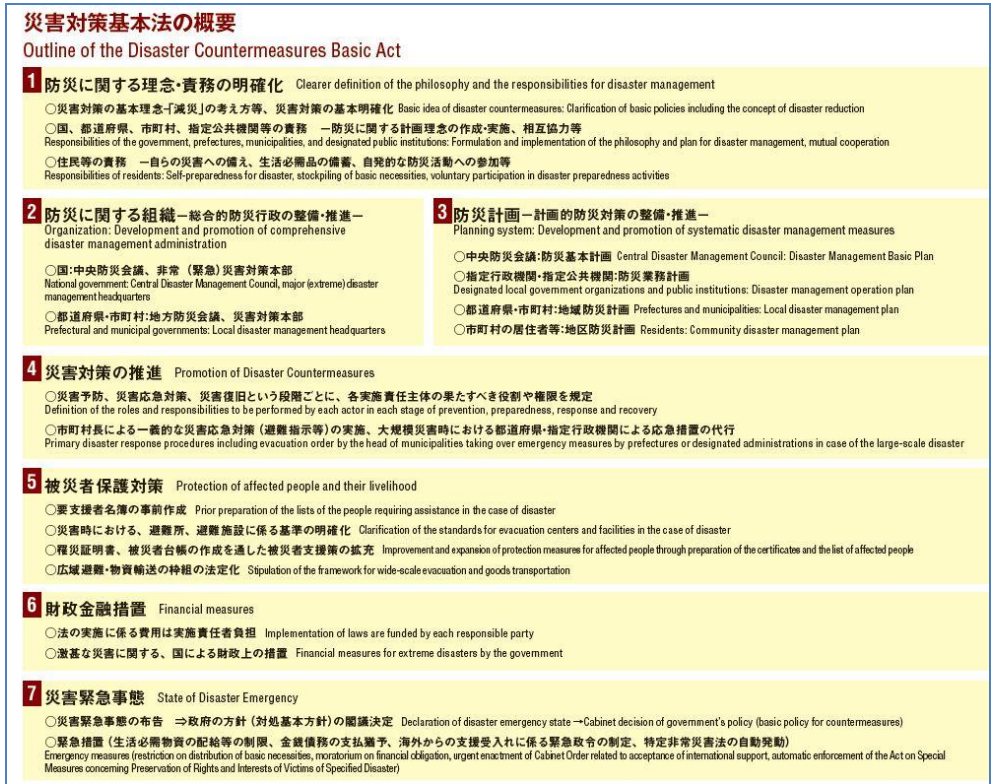 災害対策基本法の概要
Outline of the Disaster Countermeasures Basic Act
1 防災に関する理念・責務の明確化 Clearer definition of the philosophy and the responsibilities for disaster management
○災害対策の基本理念-「減災」の考え方等、災害対策の基本明確化 Basic idea of disaster countermeasures: Clarification of basic policies including the concept of disaster reduction
○国、都道府県、市町村、指定公共機関等の責務 ー防災に関する計画理念の作成・実施、相互協力等
Responsibilities of the government, prefectures, municipalities, and designated public institutions: Formulation and implementation of the philosophy and plan for disaster management, mutual cooperation
○住民等の責務 ー自らの災害への備え、生活必需品の備蓄、自発的な防災活動への参加等
Responsibilities of residents: Self-preparedness for disaster, stockpiling of basic necessities, voluntary participation in disaster preparedness activities
2 防災に関する組織ー総合的防災行政の整備・推進ー
Organization: Development and promotion of comprehensive
disaster management administration
○国:中央防災会議、非常（緊急）災害対策本部
National government: Central Disaster Management Council, major (extreme) disaster
management headquarters
○都道府県・市町村:地方防災会議、災害対策本部
Prefectural and municipal governments: Local disaster management headquarters
3 防災計画ー計画的防災対策の整備・推進ー
Planning system: Development and promotion of systematic disaster management measures
○中央防災会議:防災基本計画 Central Disaster Management Council: Disaster Management Basic Plan
○指定行政機関・指定公共機関:防災業務計画
Designated local government organizations and public institutions: Disaster management operation plan
○都道府県・市町村:地域防災計画 Prefectures and municipalities: Local disaster management plan
○市町村の居住者等:地区防災計画 Residents: Community disaster management plan
4 災害対策の推進 Promotion of Disaster Countermeasures
○災害予防、災害応急対策、災害復旧という段階ごとに、各実施責任主体の果たすべき役割や権限を規定
Definition of the roles and responsibilities to be performed by each actor in each stage of prevention, preparedness, response and recovery
○市町村長による一義的な災害応急対策（避難指示等）の実施、大規模災害時における都道府県・指定行政機関による応急措置の代行
Primary disaster response procedures including evacuation order by the head of municipalities taking over emergency measures by prefectures or designated administrations in case of the large-scale disaster
5 被災者保護対策 Protection of affected people and their livelihood
○要支援者名簿の事前作成 Prior preparation of the lists of the people requiring assistance in the case of disaster
○災害時における、避難所、避難施設に係る基準の明確化 Clarification of the standards for evacuation centers and facilities in the case of disaster
○罹災証明書、被災者台帳の作成を通した被災者支援策の拡充 Improvement and expansion of protection measures for affected people through preparation of the certificates and the list of affected people
○広域避難・物資輸送の枠組の法定化 Stipulation of the framework for wide-scale evacuation and goods transportation
6 財政金融措置 Financial measures
○法の実施に係る費用は実施責任者負担 Implementation of laws are funded by each responsible party
○激甚な災害に関する、国による財政上の措置 Financial measures for extreme disasters by the government
7 災害緊急事態 State of Disaster Emergency
○災害緊急事態の布告 ⇒政府の方針（対処基本方針）の閣議決定 Declaration of disaster emergency state →Cabinet decision of government's policy (basic policy for countermeasures)
○緊急措置（生活必需物資の配給等の制限、金銭債務の支払猶予、海外からの支援受入れに係る緊急政令の制定、特定非常災害法の自動発動）
Emergency measures (restriction on distribution of basic necessities, moratorium on financial obligation, urgent enactment of Cabinet Order related to acceptance of international support, automatic enforcement of the Act on Special
Measures concerning Preservation of Rights and Interests of Victims of Specified Disaster)